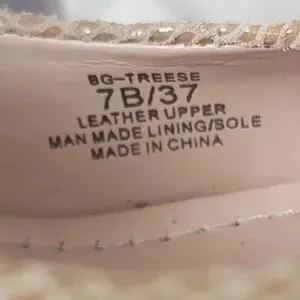 BG-TREESE
7B/37
LEATHER UPPER
MAN MADE LINING/SOLE
MADE IN CHINA